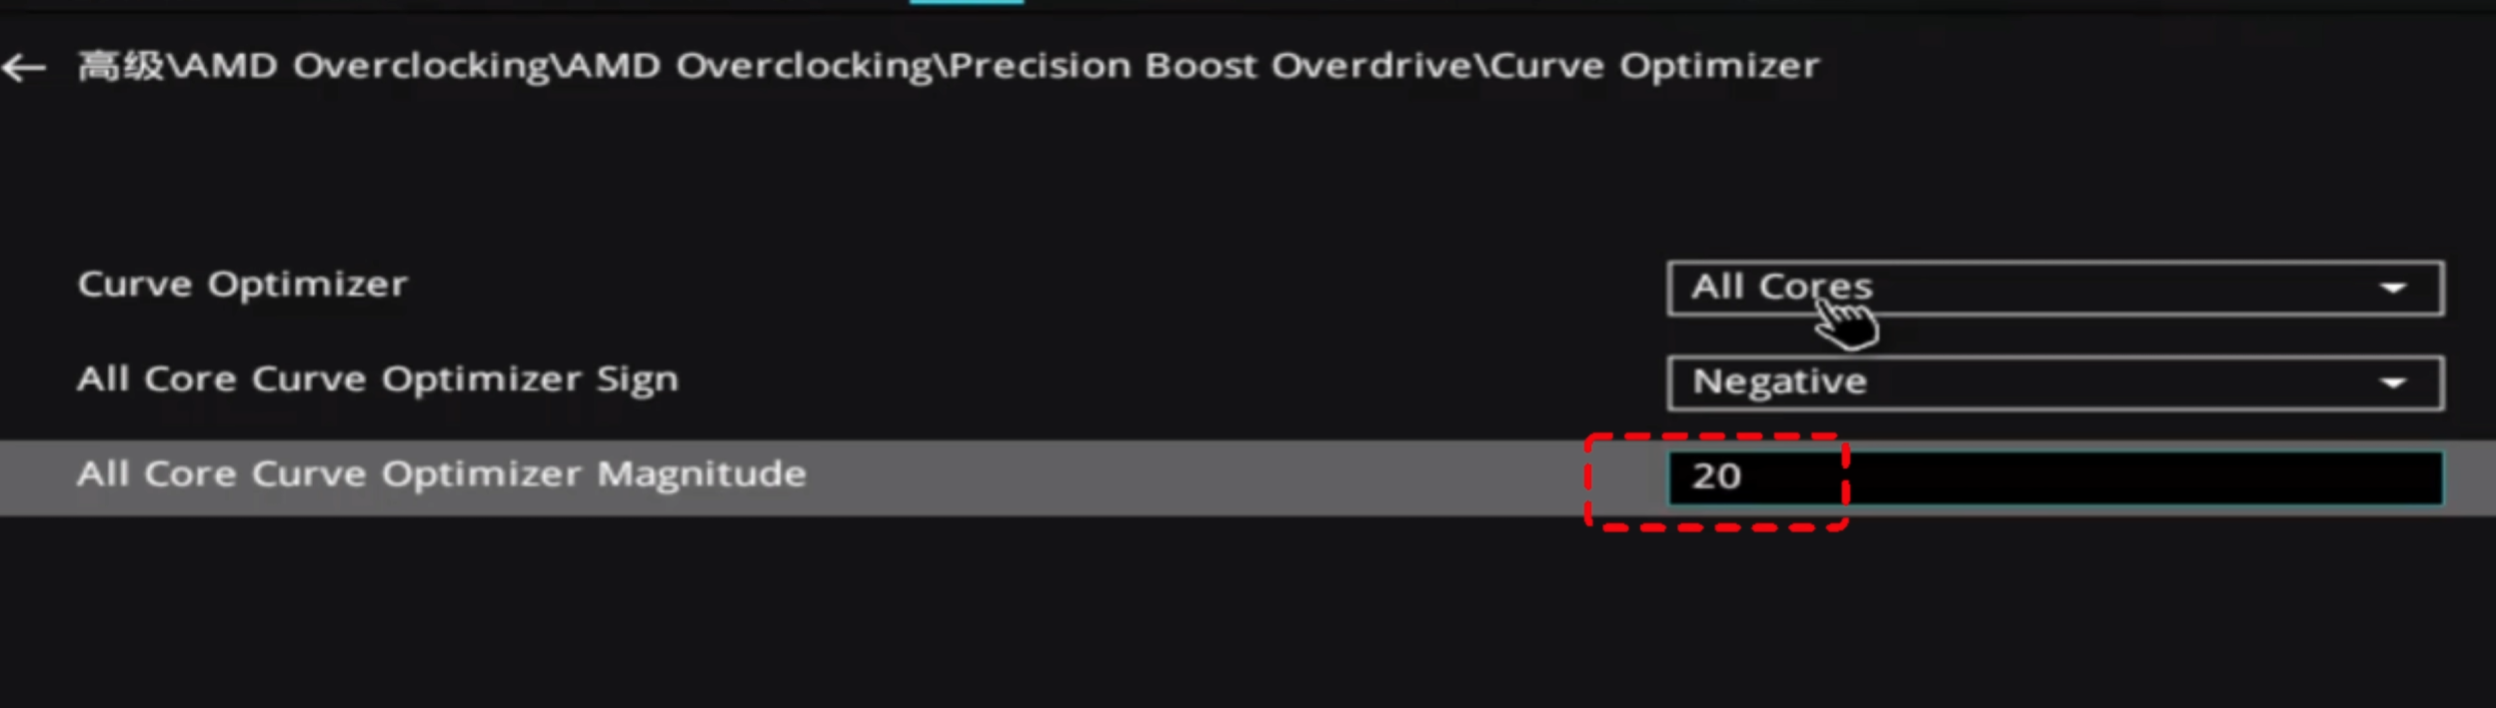 高级\AMD Overclocking\AMD Overclocking\Precision Boost Overdrive\Curve Optimizer
Curve Optimizer All Cores
All Core Curve Optimizer Sign Negative
All Core Curve Optimizer Magnitude 20